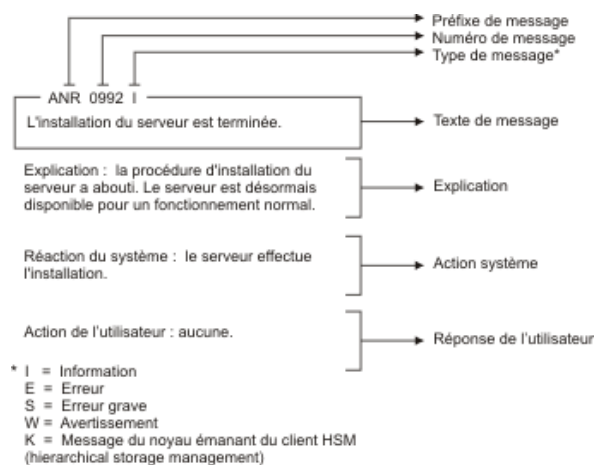 Préfixe de message
Numéro de message
Type de message*
ANR 0992 I
L'installation du serveur est terminée.
Texte de message
Explication : la procédure d'installation du
serveur a abouti. Le serveur est désormais
disponible pour un fonctionnement normal.
Explication
Réaction du système : le serveur effectue
l'installation.
Action système
Action de l'utilisateur : aucune.
Réponse de l'utilisateur
* I = Information
E = Erreur
S = Erreur grave
W = Avertissement
K = Message du noyau émanant du client HSM
(hierarchical storage management)